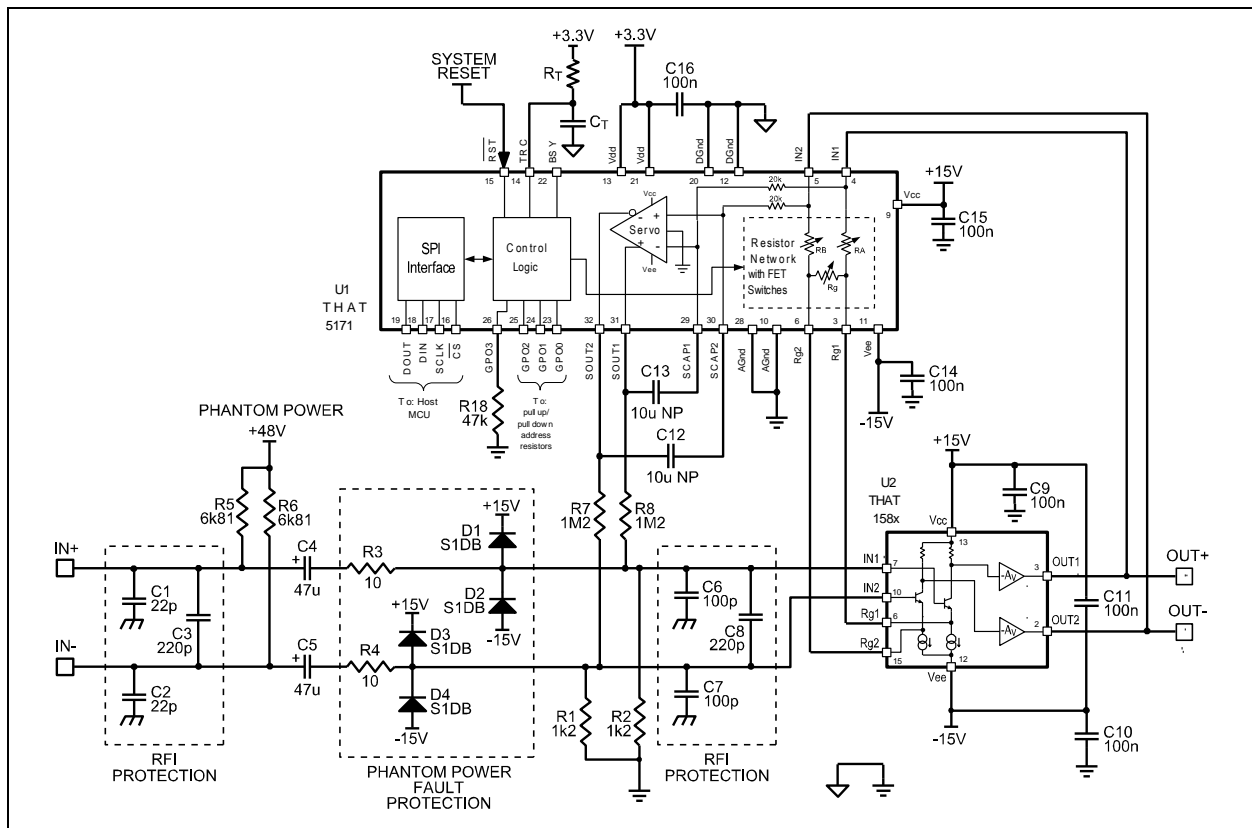 +3.3V
+3.3V
SYSTEM
RESET
RT
CT
C16
100n
RST
TRC
BSY
Vdd
Vdd
DGnd
DGnd
IN2
IN1
15
14
22
13
21
20
12
5
4
+15V
Vcc
9
C15
100n
20k
20k
Vcc
Servo
Vee
+
-
-
+
SPI
Interface
Control
Logic
Resistor
Network
with FET
Switches
RB
RA
Rg
U1
THAT
5171
19
18
17
16
26
25
24
23
32
31
29
30
28
10
6
3
11
DOUT
DIN
SCLK
CS
GPO3
GPO2
GPO1
GPO0
SOUT2
SOUT1
SCAP1
SCAP2
AGnd
AGnd
Rg2
Rg1
Vee
To: Host
MCU
R18
47k
To:
pull up/
pull down
address
resistors
C13
10u NP
C12
10u NP
C14
100n
-15V
PHANTOM POWER
+48V
R5
6k81
R6
6k81
R7
1M2
R8
1M2
+15V
C9
100n
U2
THAT
158x
Vcc
13
IN+
IN-
C1
22p
C2
22p
C3
220p
+
C4
47u
+
C5
47u
R3
10
R4
10
+15V
D1
S1DB
D2
S1DB
-15V
+15V
D3
S1DB
D4
S1DB
-15V
R1
1k2
R2
1k2
C6
100p
C7
100p
C8
220p
IN1
7
IN2
10
Rg1
6
Rg2
15
-AV
-AV
3
OUT1
2
OUT2
12
Vee
-15V
OUT+
OUT-
C11
100n
C10
100n
RFI
PROTECTION
PHANTOM POWER
FAULT
PROTECTION
RFI
PROTECTION